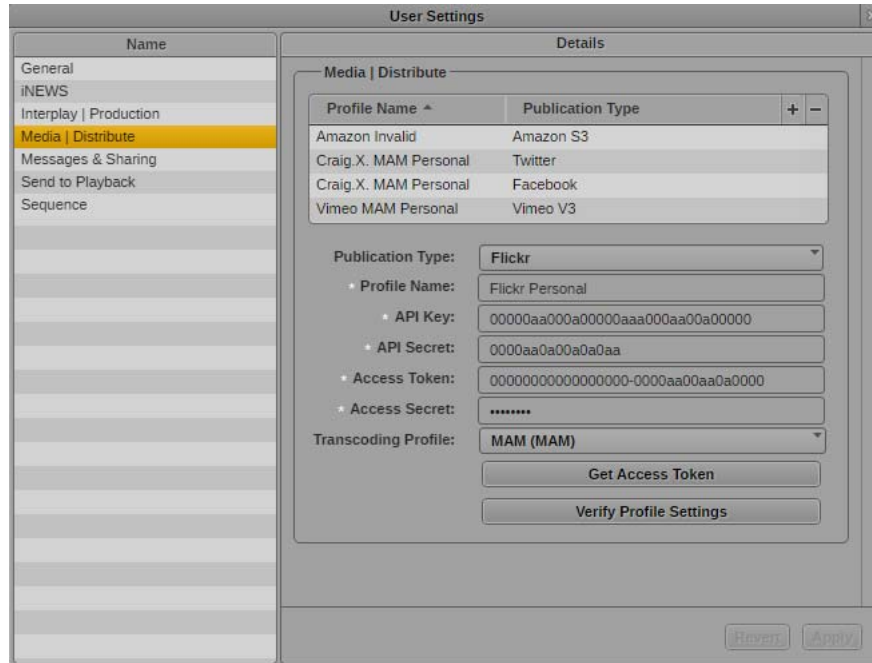 User Settings
Name
General
iNEWS
Interplay | Production
Media | Distribute
Messages & Sharing
Send to Playback
Sequence
Details
Media | Distribute
Profile Name Publication Type + −
Amazon Invalid Amazon S3
Craig.X. MAM Personal Twitter
Craig.X. MAM Personal Facebook
Vimeo MAM Personal Vimeo V3
Publication Type: Flickr
* Profile Name: Flickr Personal
* API Key: 00000aa000a00000aaa000aa00a00000
* API Secret: 0000aa0a00a0a0aa
* Access Token: 00000000000000000-0000aa00aa0a0000
* Access Secret: ••••••••
Transcoding Profile: MAM (MAM)
Get Access Token
Verify Profile Settings
Revert Apply